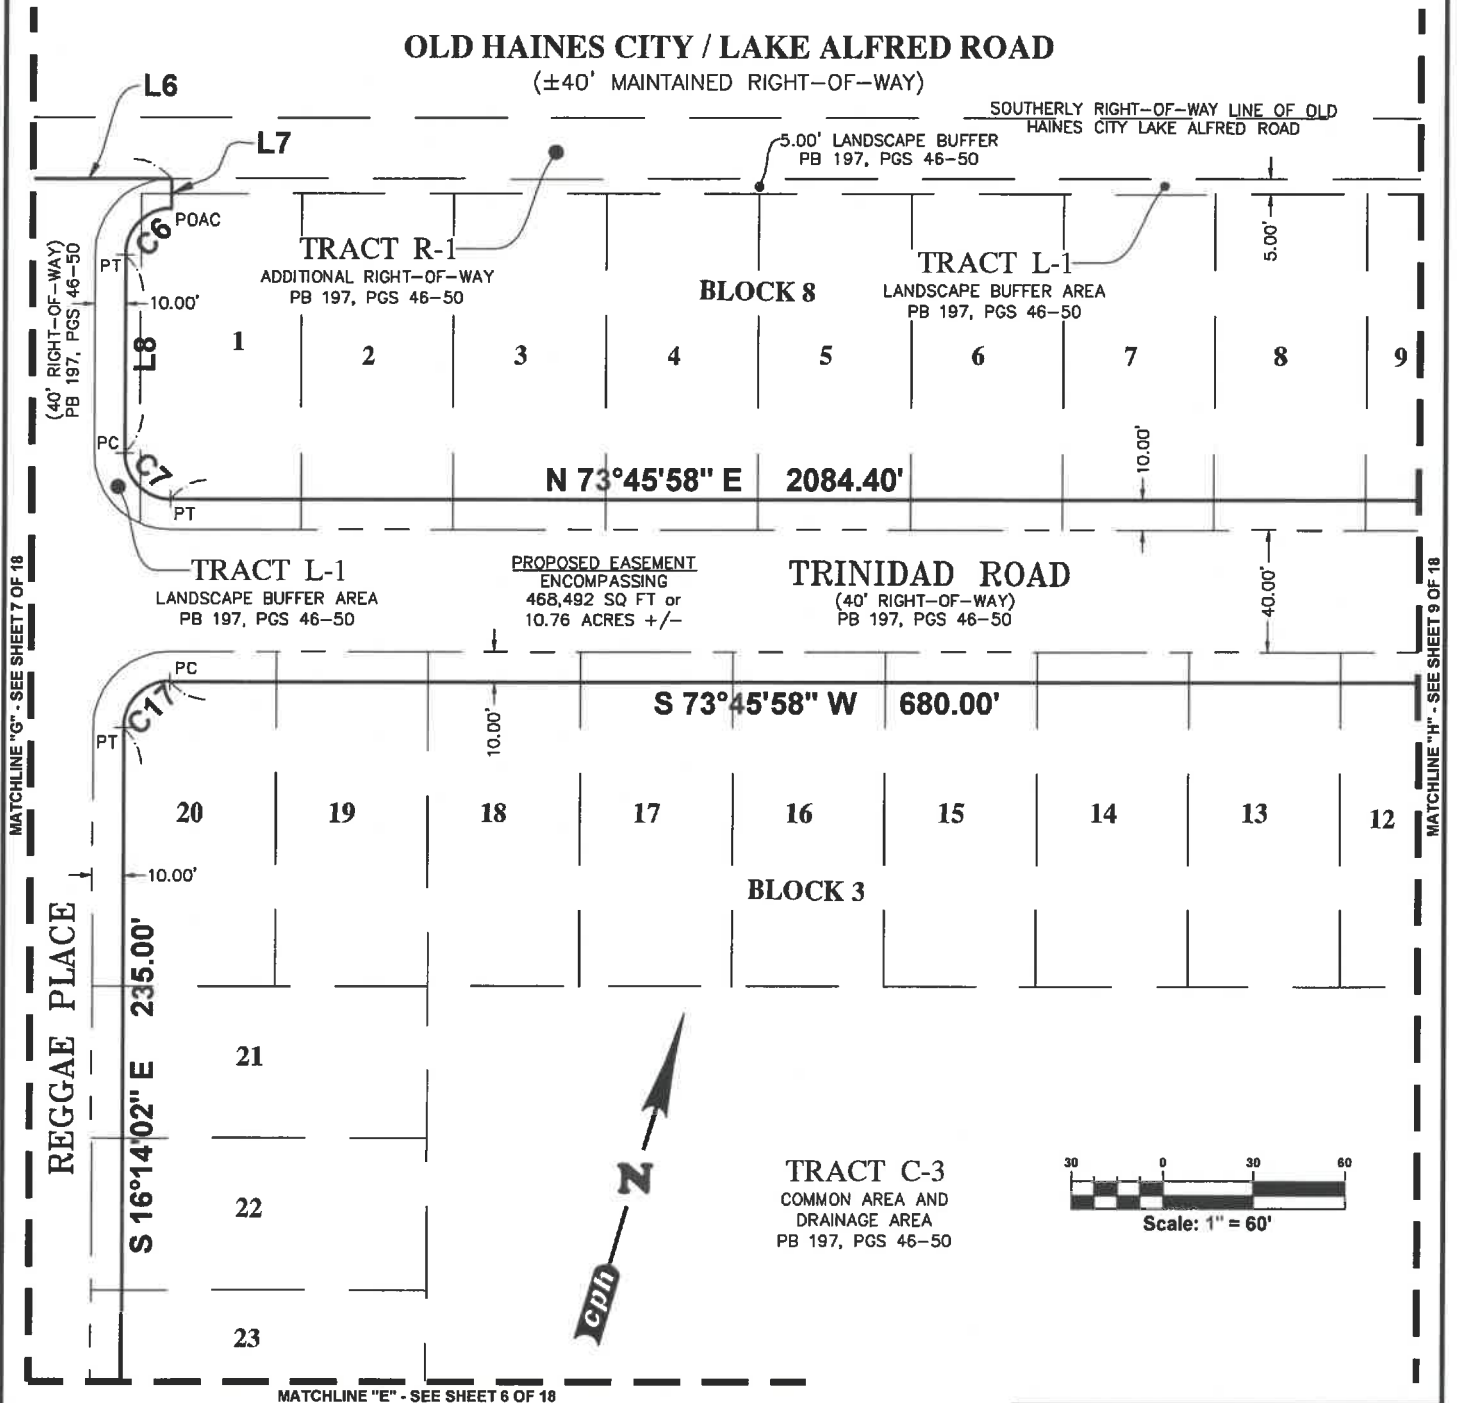 OLD HAINES CITY / LAKE ALFRED ROAD
(±40' MAINTAINED RIGHT-OF-WAY)
L6
SOUTHERLY RIGHT-OF-WAY LINE OF OLD
HAINES CITY LAKE ALFRED ROAD
L7
5.00' LANDSCAPE BUFFER
PB 197, PGS 46-50
C6
POAC
PT
(40' RIGHT-OF-WAY)
PB 197, PGS 46-50
10.00'
TRACT R-1
ADDITIONAL RIGHT-OF-WAY
PB 197, PGS 46-50
BLOCK 8
TRACT L-1
LANDSCAPE BUFFER AREA
PB 197, PGS 46-50
5.00'
L8
1
2
3
4
5
6
7
8
9
PC
C7
PT
N 73°45'58" E 2084.40'
10.00'
TRACT L-1
LANDSCAPE BUFFER AREA
PB 197, PGS 46-50
PROPOSED EASEMENT
ENCOMPASSING
468,492 SQ FT or
10.76 ACRES +/-
TRINIDAD ROAD
(40' RIGHT-OF-WAY)
PB 197, PGS 46-50
40.00'
MATCHLINE "G" - SEE SHEET 7 OF 18
MATCHLINE "H" - SEE SHEET 9 OF 18
PC
C17
PT
S 73°45'58" W 680.00'
10.00'
20
19
18
17
16
15
14
13
12
10.00'
BLOCK 3
REGGAE PLACE
S 16°14'02" E 235.00'
21
22
23
N
cph
TRACT C-3
COMMON AREA AND
DRAINAGE AREA
PB 197, PGS 46-50
30 0 30 60
Scale: 1" = 60'
MATCHLINE "E" - SEE SHEET 6 OF 18